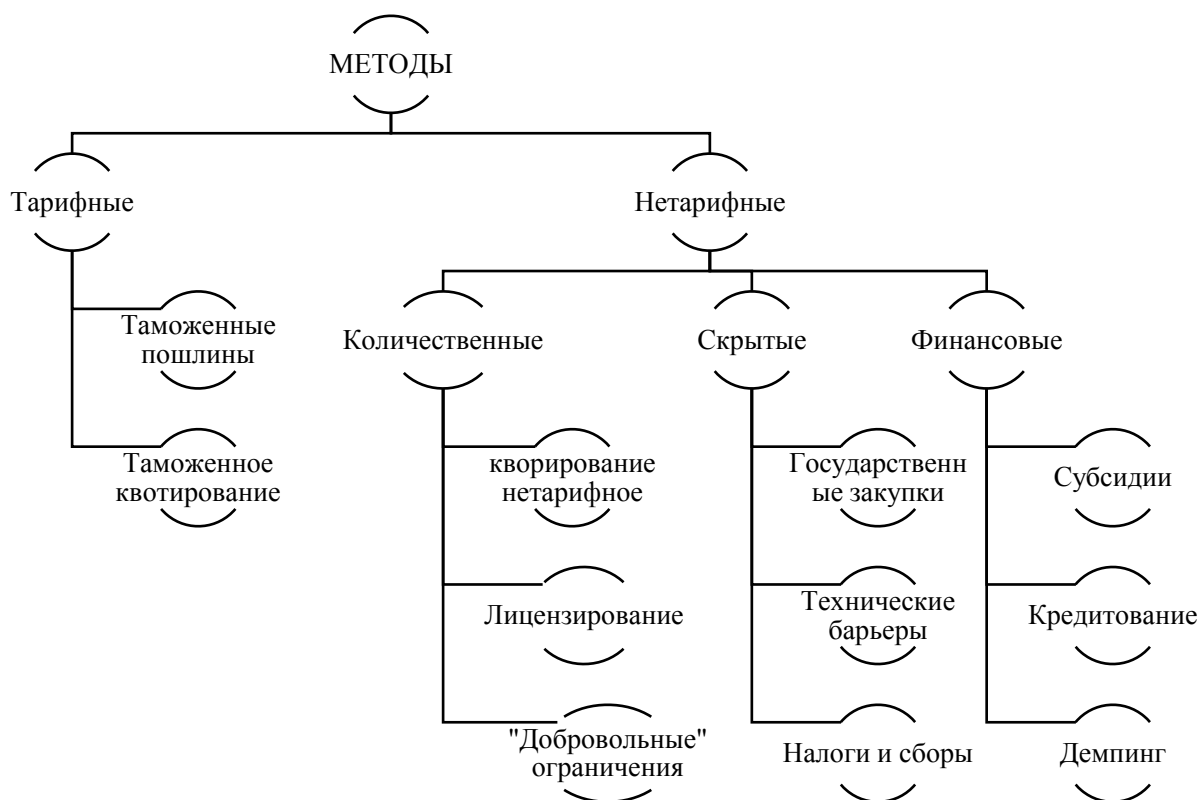 МЕТОДЫ
Тарифные
Нетарифные
Таможенные
пошлины
Количественные
Скрытые
Финансовые
Таможенное
квотирование
кворирование
нетарифное
Государственн
ые закупки
Субсидии
Лицензирование
Технические
барьеры
Кредитование
"Добровольные"
ограничения
Налоги и сборы
Демпинг